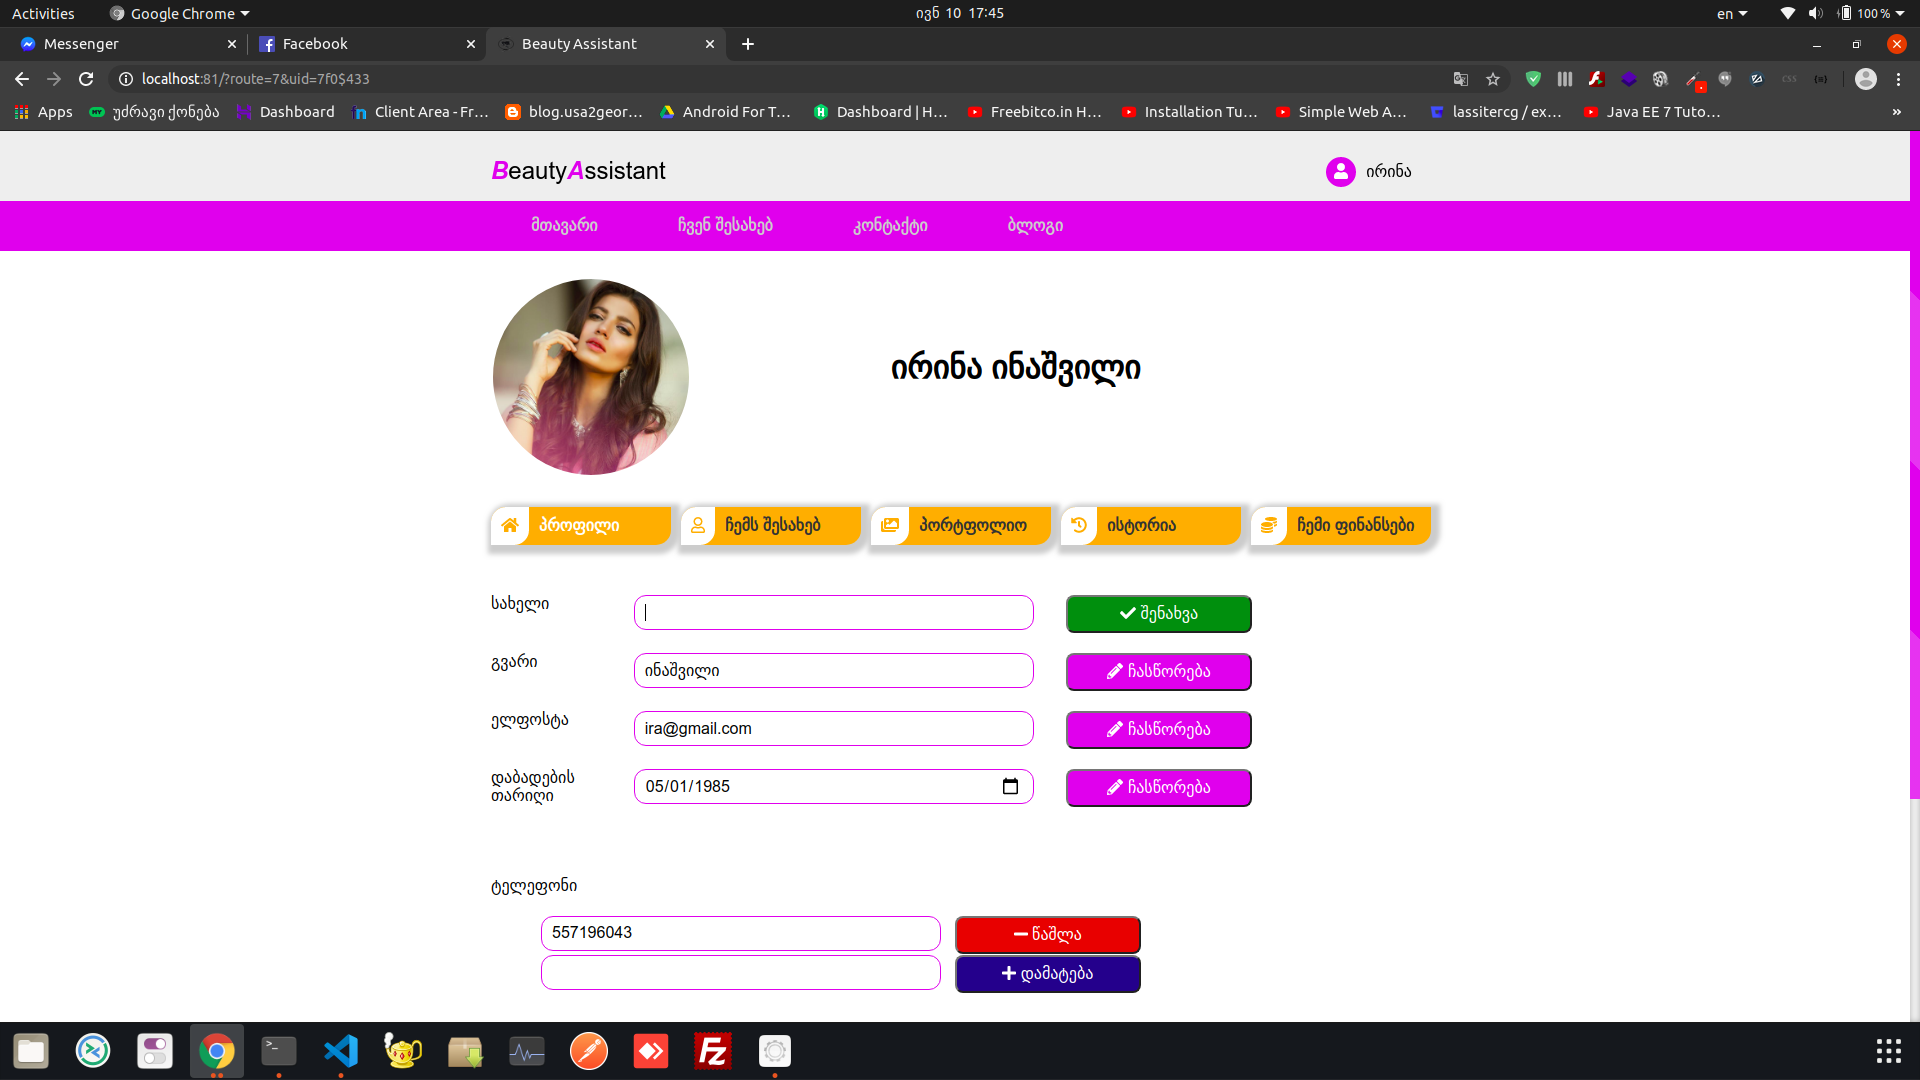 Activities
Google Chrome
ივნ 10 17:45
en
100 %
Messenger
Facebook
Beauty Assistant
localhost:81/?route=7&uid=7f0$433
Apps
უძრავი ქონება
Dashboard
Client Area - Fr…
blog.usa2geor…
Android For T…
Dashboard | H…
Freebitco.in H…
Installation Tu…
Simple Web A…
lassitercg / ex…
Java EE 7 Tuto…
»
BeautyAssistant
ირინა
მთავარი
ჩვენ შესახებ
კონტაქტი
ბლოგი
ირინა ინაშვილი
პროფილი
ჩემს შესახებ
პორტფოლიო
ისტორია
ჩემი ფინანსები
სახელი
შენახვა
გვარი
ინაშვილი
ჩასწორება
ელფოსტა
ira@gmail.com
ჩასწორება
დაბადების
თარიღი
05/01/1985
ჩასწორება
ტელეფონი
557196043
წაშლა
დამატება